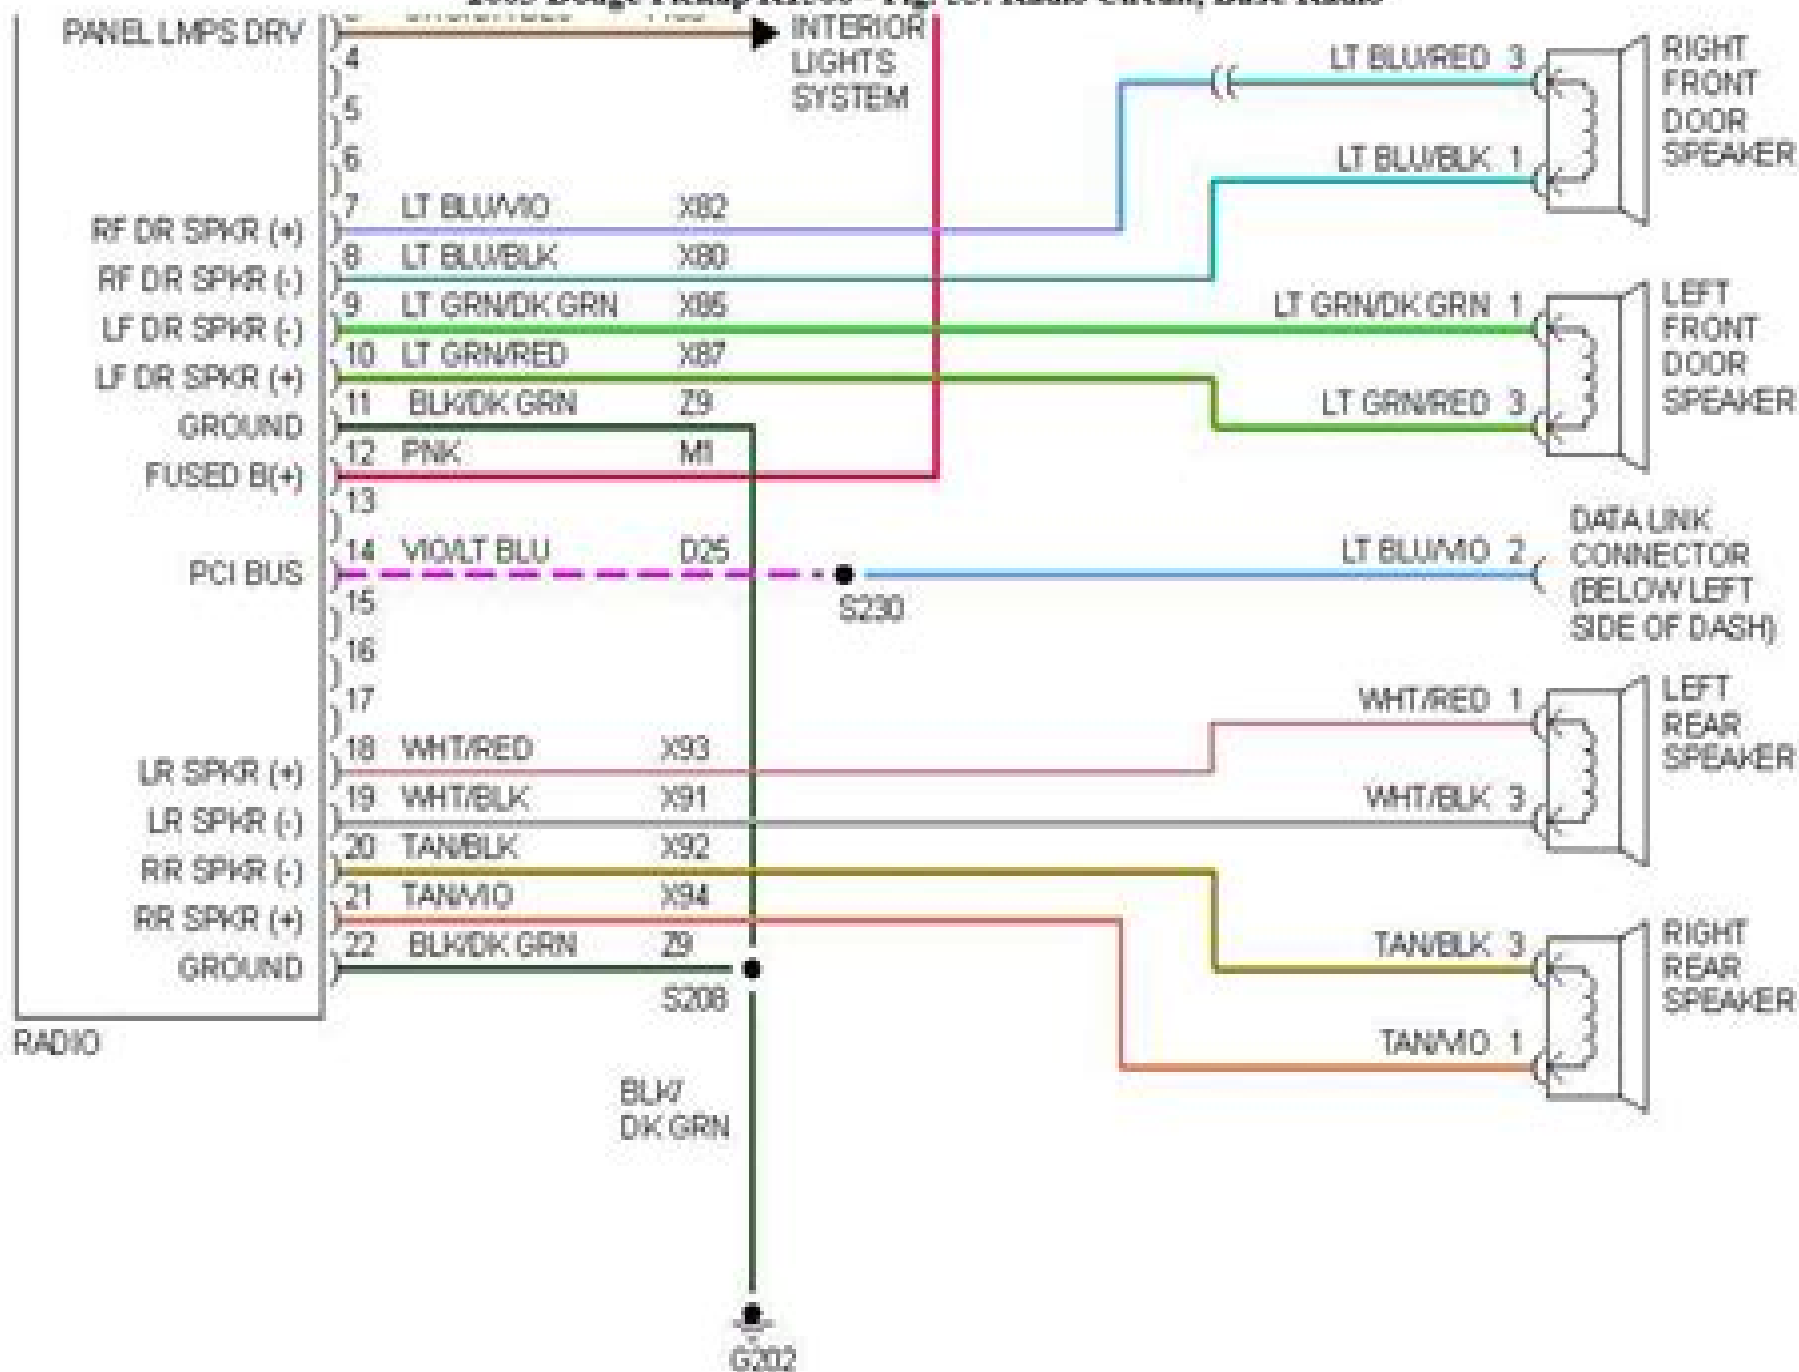 PANEL LMPS DRV
INTERIOR
LIGHTS
SYSTEM
4
5
6
7 LT BLU/VIO X82
RF DR SPKR (+)
8 LT BLU/BLK X80
RF DR SPKR (-)
9 LT GRN/DK GRN X85
LF DR SPKR (-)
10 LT GRN/RED X87
LF DR SPKR (+)
11 BLK/DK GRN Z9
GROUND
12 PNK M1
FUSED B(+)
13
14 VIO/LT BLU D25
PCI BUS
S230
15
16
17
18 WHT/RED X93
LR SPKR (+)
19 WHT/BLK X91
LR SPKR (-)
20 TAN/BLK X92
RR SPKR (-)
21 TAN/VIO X94
RR SPKR (+)
22 BLK/DK GRN Z9
GROUND
S208
RADIO
BLK/
DK GRN
G202
LT BLU/RED 3
LT BLU/BLK 1
RIGHT
FRONT
DOOR
SPEAKER
LT GRN/DK GRN 1
LT GRN/RED 3
LEFT
FRONT
DOOR
SPEAKER
LT BLU/VIO 2
DATA LINK
CONNECTOR
(BELOW LEFT
SIDE OF DASH)
WHT/RED 1
WHT/BLK 3
LEFT
REAR
SPEAKER
TAN/BLK 3
TAN/VIO 1
RIGHT
REAR
SPEAKER